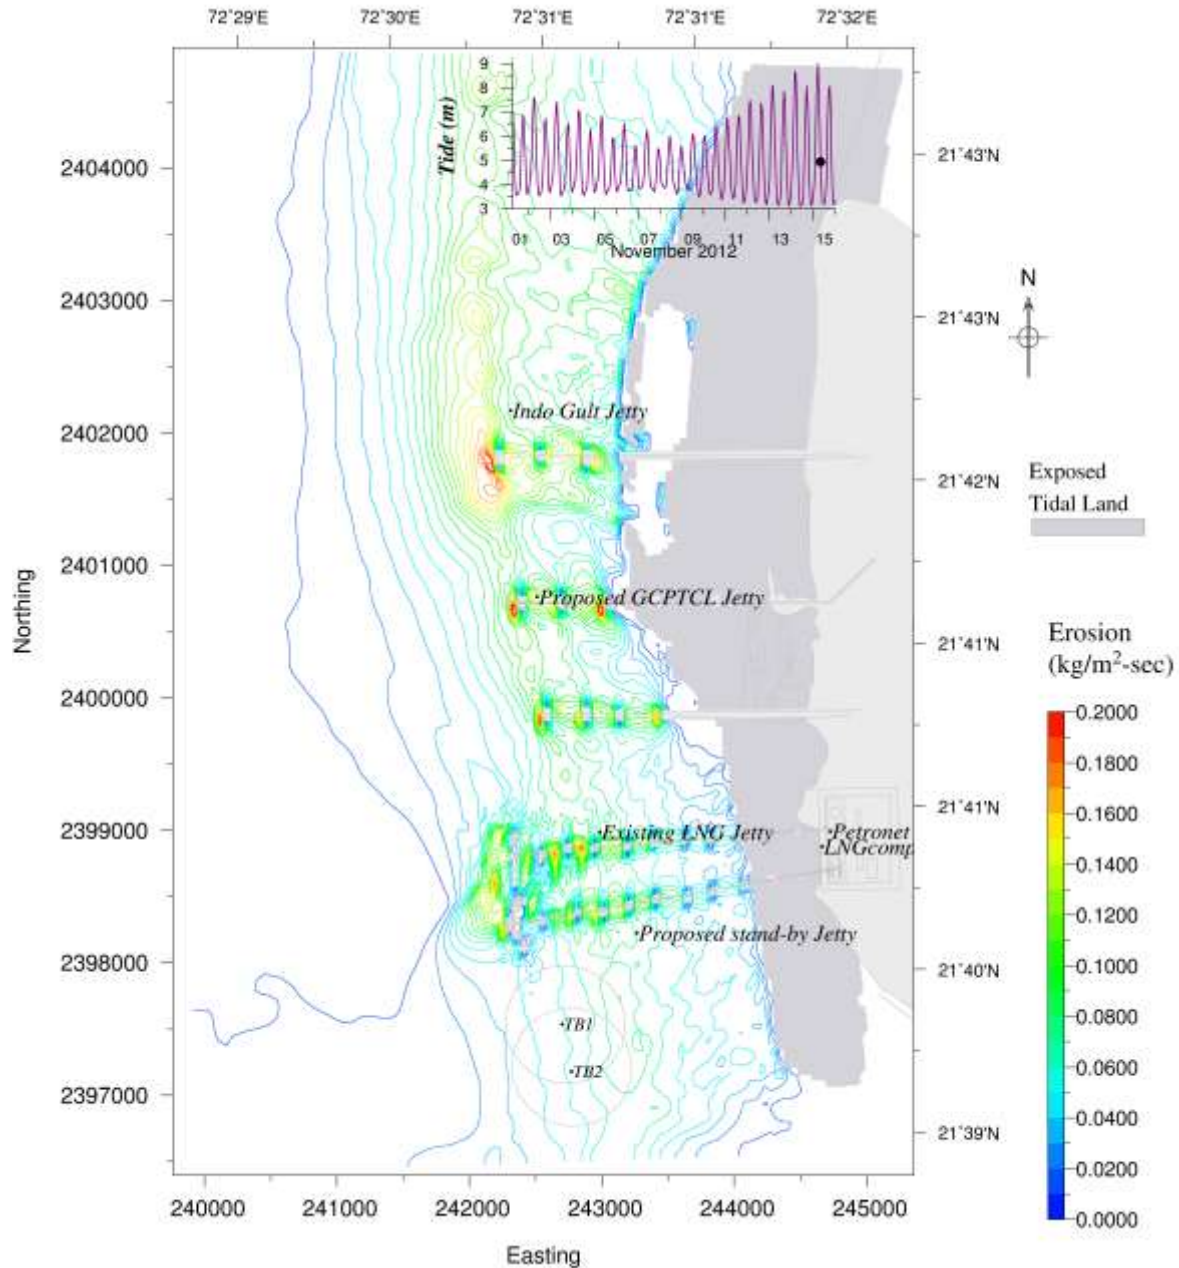 72°29'E 72°30'E 72°31'E 72°31'E 72°32'E
9
8
7
6
5
4
3
Tide (m)
01 03 05 07 09 11 13 15
November 2012
2404000
2403000
2402000
2401000
2400000
2399000
2398000
2397000
Northing
21°43'N
21°43'N
21°42'N
21°41'N
21°41'N
21°40'N
21°39'N
N
Indo Gult Jetty
Proposed GCPTCL Jetty
Existing LNG Jetty
Petronet
LNGcomp
Proposed stand-by Jetty
TB1
TB2
Exposed
Tidal Land
Erosion
(kg/m²-sec)
0.2000
0.1800
0.1600
0.1400
0.1200
0.1000
0.0800
0.0600
0.0400
0.0200
0.0000
240000 241000 242000 243000 244000 245000
Easting